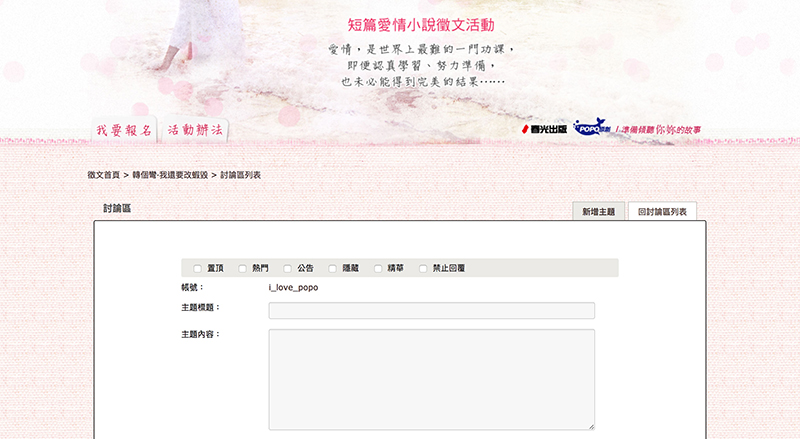 短篇愛情小說徵文活動
愛情，是世界上最難的一門功課，
即便認真學習、努力準備，
也未必能得到完美的結果⋯⋯
我要報名 活動辦法
春光出版 POPO原創 / 準備傾聽你妳的故事
徵文首頁 > 轉個彎-我還要改蝦毀 > 討論區列表
討論區 新增主題 回討論區列表
置頂 熱門 公告 隱藏 精華 禁止回覆
帳號： i_love_popo
主題標題：
主題內容：